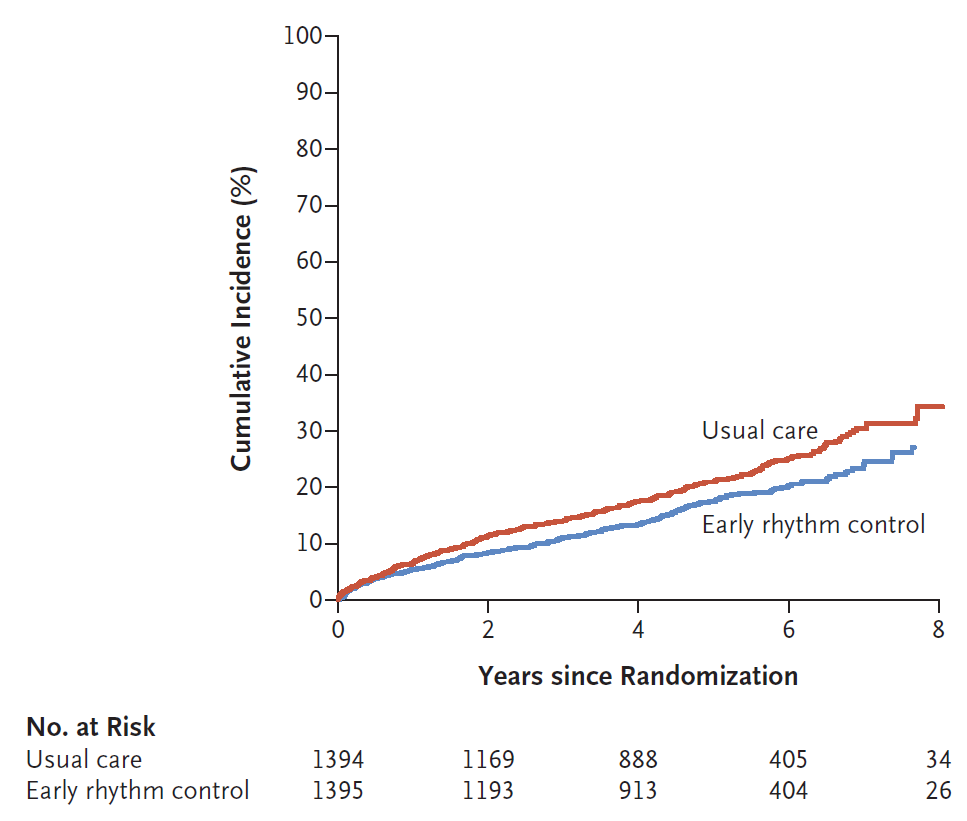 100
90
80
70
60
50
40
30
20
10
0
Cumulative Incidence (%)
Usual care
Early rhythm control
0 2 4 6 8
Years since Randomization
No. at Risk
Usual care 1394 1169 888 405 34
Early rhythm control 1395 1193 913 404 26